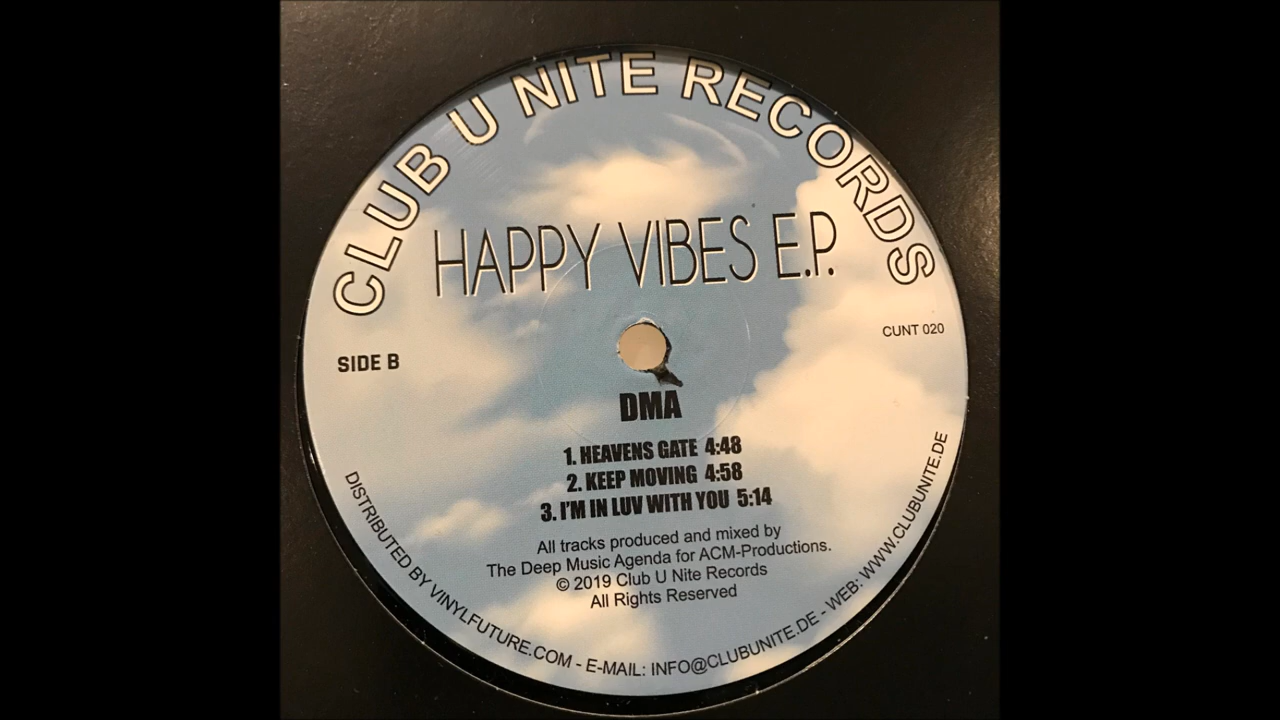 CLUB U NITE RECORDS
HAPPY VIBES E.P.
CUNT 020
SIDE B
DMA
1. HEAVENS GATE 4:48
2. KEEP MOVING 4:58
3. I'M IN LUV WITH YOU 5:14
All tracks produced and mixed by
The Deep Music Agenda for ACM-Productions.
© 2019 Club U Nite Records
All Rights Reserved
DISTRIBUTED BY VINYLFUTURE.COM - E-MAIL: INFO@CLUBUNITE.DE - WEB: WWW.CLUBUNITE.DE